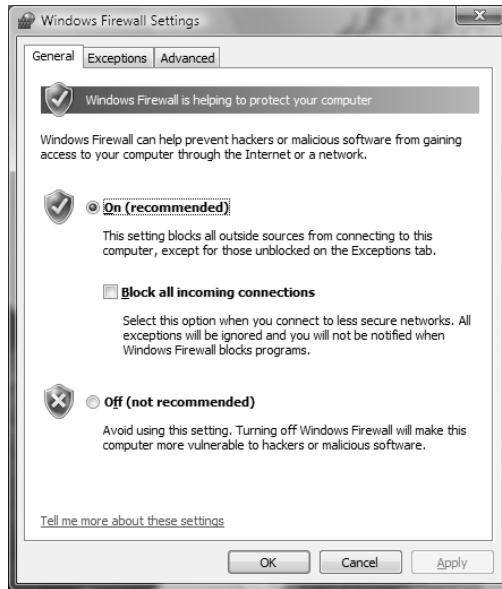 Windows Firewall Settings
General
Exceptions
Advanced
Windows Firewall is helping to protect your computer
Windows Firewall can help prevent hackers or malicious software from gaining
access to your computer through the Internet or a network.
On (recommended)
This setting blocks all outside sources from connecting to this
computer, except for those unblocked on the Exceptions tab.
Block all incoming connections
Select this option when you connect to less secure networks. All
exceptions will be ignored and you will not be notified when
Windows Firewall blocks programs.
Off (not recommended)
Avoid using this setting. Turning off Windows Firewall will make this
computer more vulnerable to hackers or malicious software.
Tell me more about these settings
OK
Cancel
Apply